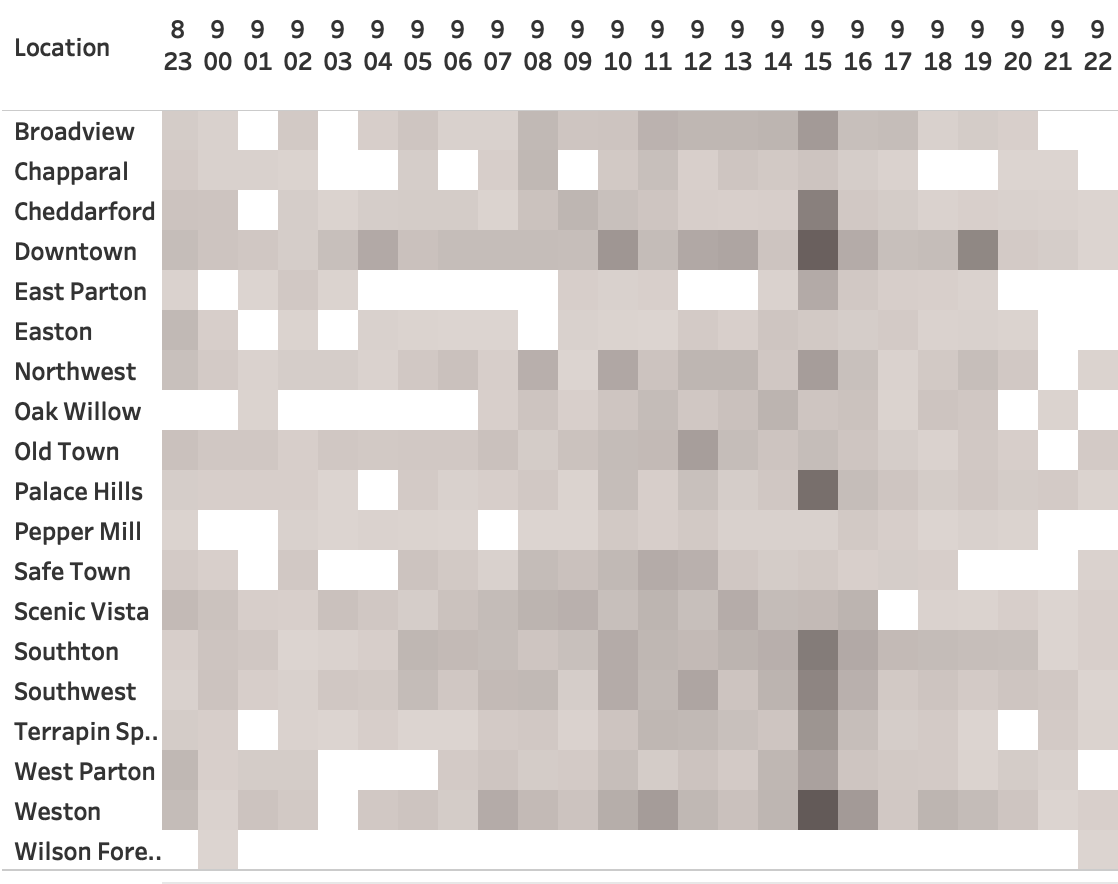 Location 8 9 9 9 9 9 9 9 9 9 9 9 9 9 9 9 9 9 9 9 9 9 9 9
23 00 01 02 03 04 05 06 07 08 09 10 11 12 13 14 15 16 17 18 19 20 21 22
Broadview
Chapparal
Cheddarford
Downtown
East Parton
Easton
Northwest
Oak Willow
Old Town
Palace Hills
Pepper Mill
Safe Town
Scenic Vista
Southton
Southwest
Terrapin Sp..
West Parton
Weston
Wilson Fore..